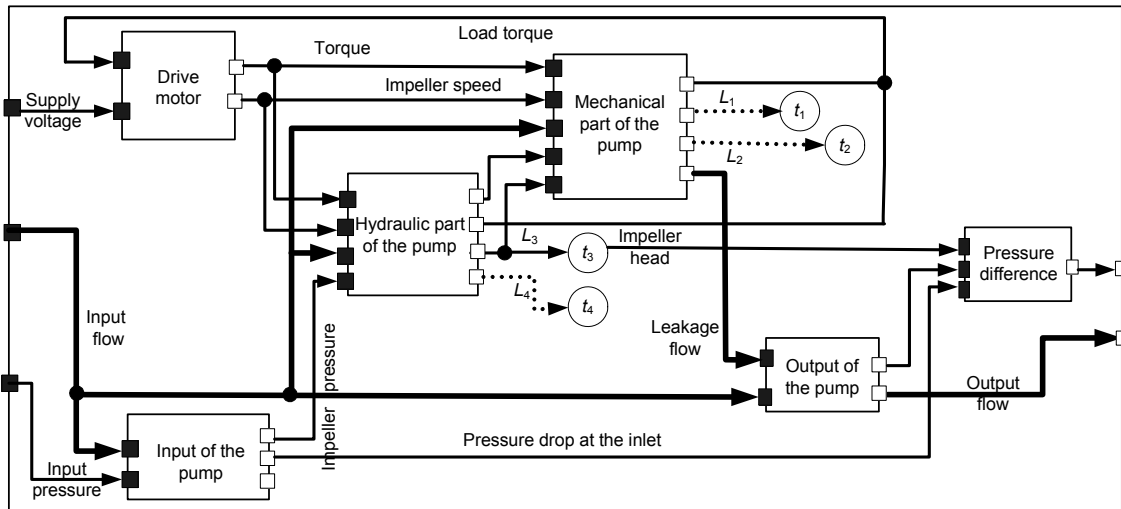 Load torque
Torque
Drive
motor
Impeller speed
Supply
voltage
Mechanical
part of the
pump
L1
t1
L2
t2
Hydraulic part
of the pump
L3
t3
Impeller
head
Pressure
difference
L4
t4
Input
flow
Impeller pressure
Leakage
flow
Output of
the pump
Output
flow
Input of the
pump
Pressure drop at the inlet
Input
pressure